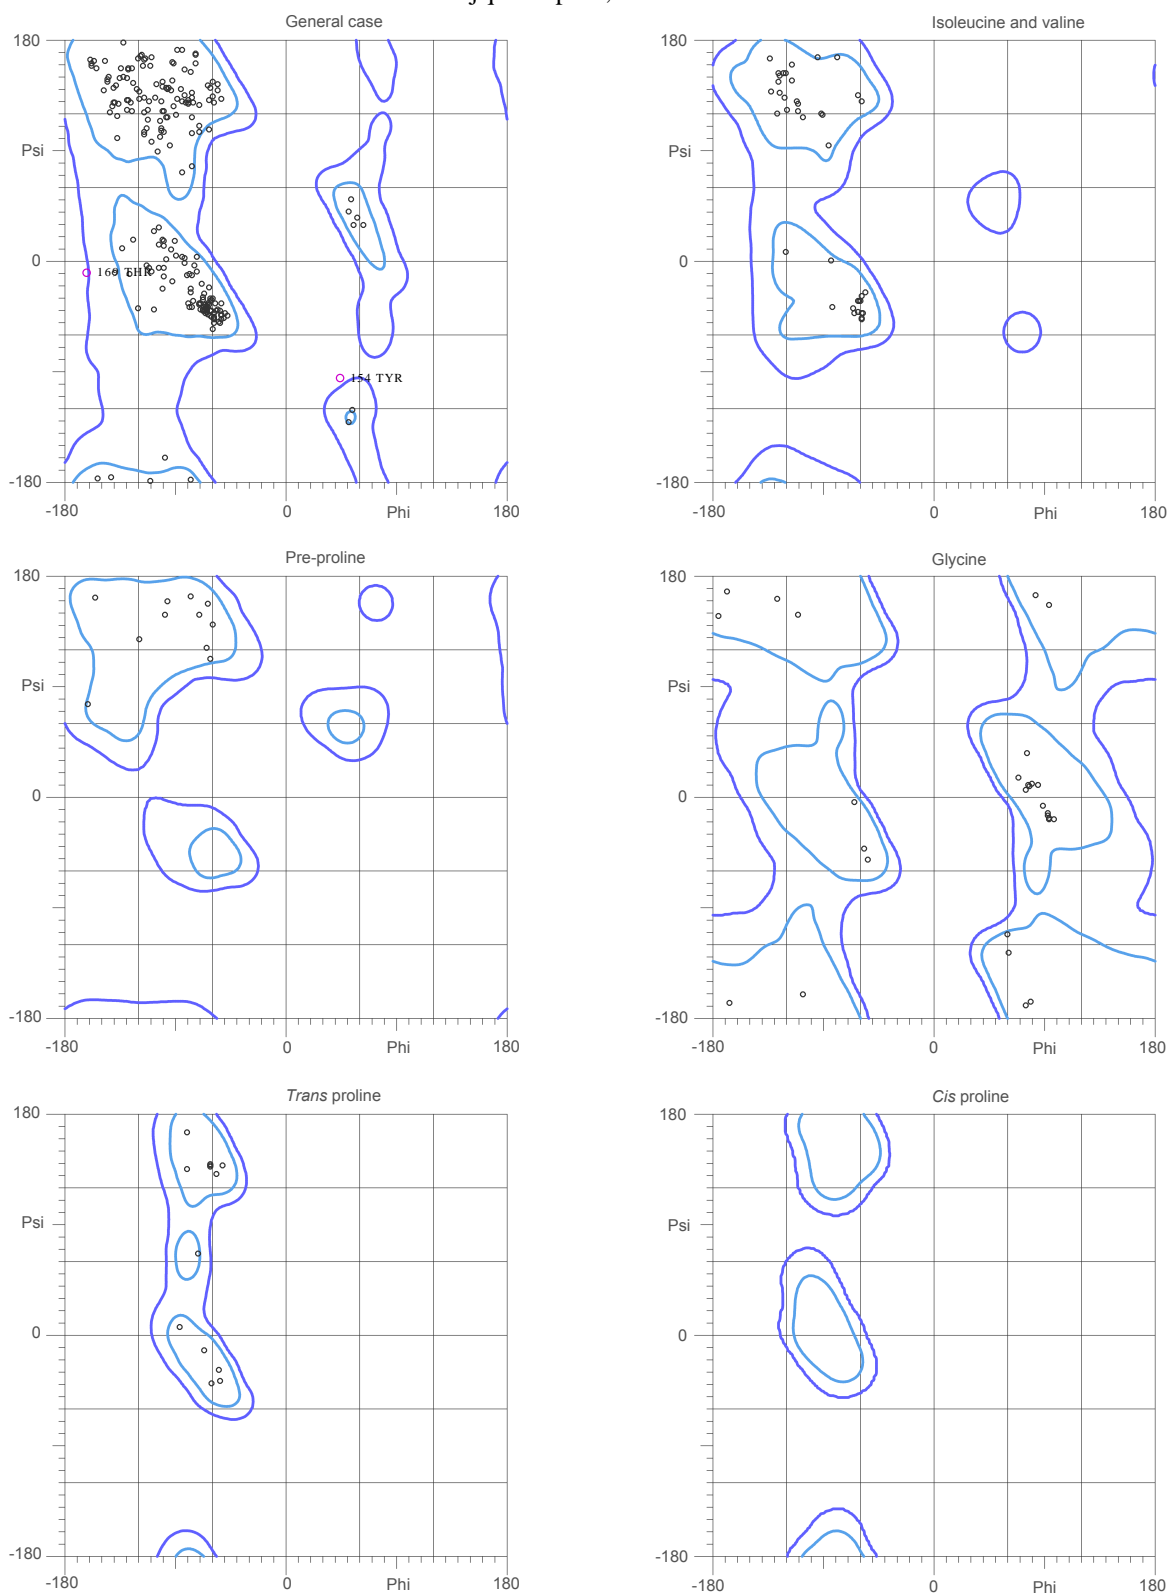 General case
180
Psi
0
-180
-180
0
Phi
180
160 THR
154 TYR
Isoleucine and valine
180
Psi
0
-180
-180
0
Phi
180
Pre-proline
180
Psi
0
-180
-180
0
Phi
180
Glycine
180
Psi
0
-180
-180
0
Phi
180
Trans proline
180
Psi
0
-180
-180
0
Phi
180
Cis proline
180
Psi
0
-180
-180
0
Phi
180